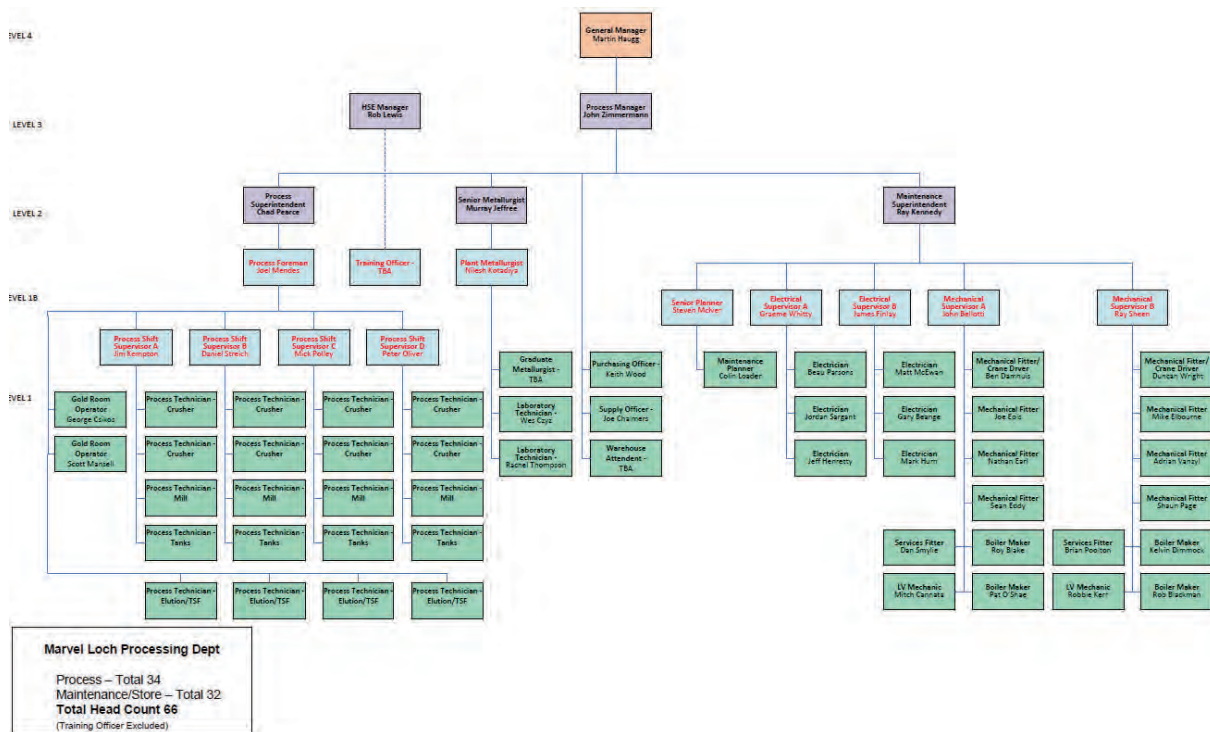 EVEL 4
General Manager
Martin Haugg
HSE Manager
Rob Lewis
Process Manager
John Zimmermann
LEVEL 3
Process
Superintendent
Chad Pearce
Senior Metallurgist
Murray Jeffree
Maintenance
Superintendent
Ray Kennedy
LEVEL 2
Process Foreman
Joel Mendes
Training Officer -
TBA
Plant Metallurgist
Nilesh Kotadiya
Senior Planner
Steven McIver
Electrical
Supervisor A
Graeme Whitty
Electrical
Supervisor B
James Finlay
Mechanical
Supervisor A
John Bellotti
Mechanical
Supervisor B
Ray Sheen
EVEL 1B
Process Shift
Supervisor A
Jim Kempton
Process Shift
Supervisor B
Daniel Streich
Process Shift
Supervisor C
Mick Polley
Process Shift
Supervisor D
Peter Oliver
Graduate
Metallurgist -
TBA
Purchasing Officer -
Keith Wood
Maintenance
Planner
Colin Loader
Electrician
Beau Parsons
Electrician
Matt McEwan
Mechanical Fitter/
Crane Driver
Ben Damhuis
Mechanical Fitter/
Crane Driver
Duncan Wright
EVEL 1
Gold Room
Operator
George Csikos
Process Technician -
Crusher
Process Technician -
Crusher
Process Technician -
Crusher
Process Technician -
Crusher
Laboratory
Technician -
Wes
Supply Officer -
Joe Chalmers
Electrician
Jordan Sargant
Electrician
Gary Beange
Mechanical Fitter
Joe
Mechanical Fitter
Mike Elbourne
Gold Room
Operator
Scott Mansell
Process Technician -
Crusher
Process Technician -
Crusher
Process Technician -
Crusher
Process Technician -
Crusher
Laboratory
Technician -
Rachel Thompson
Warehouse
Attendent -
TBA
Electrician
Jeff Henretty
Electrician
Mark Hurn
Mechanical Fitter
Nathan Earl
Mechanical Fitter
Adrian Vanzyl
Process Technician -
Mill
Process Technician -
Mill
Process Technician -
Mill
Process Technician -
Mill
Mechanical Fitter
Sean Eddy
Mechanical Fitter
Shaun Page
Process Technician -
Tanks
Process Technician -
Tanks
Process Technician -
Tanks
Process Technician -
Tanks
Services Fitter
Dan Smylie
Boiler Maker
Roy Blake
Services Fitter
Brian Poolton
Boiler Maker
Kelvin Dimmock
Process Technician -
Elution/TSF
Process Technician -
Elution/TSF
Process Technician -
Elution/TSF
Process Technician -
Elution/TSF
LV Mechanic
Mitch Cannata
Boiler Maker
Pat O'Shae
LV Mechanic
Robbie Kerr
Boiler Maker
Rob Blackman
Marvel Loch Processing Dept
Process – Total 34
Maintenance/Store – Total 32
Total Head Count 66
(Training Officer Excluded)